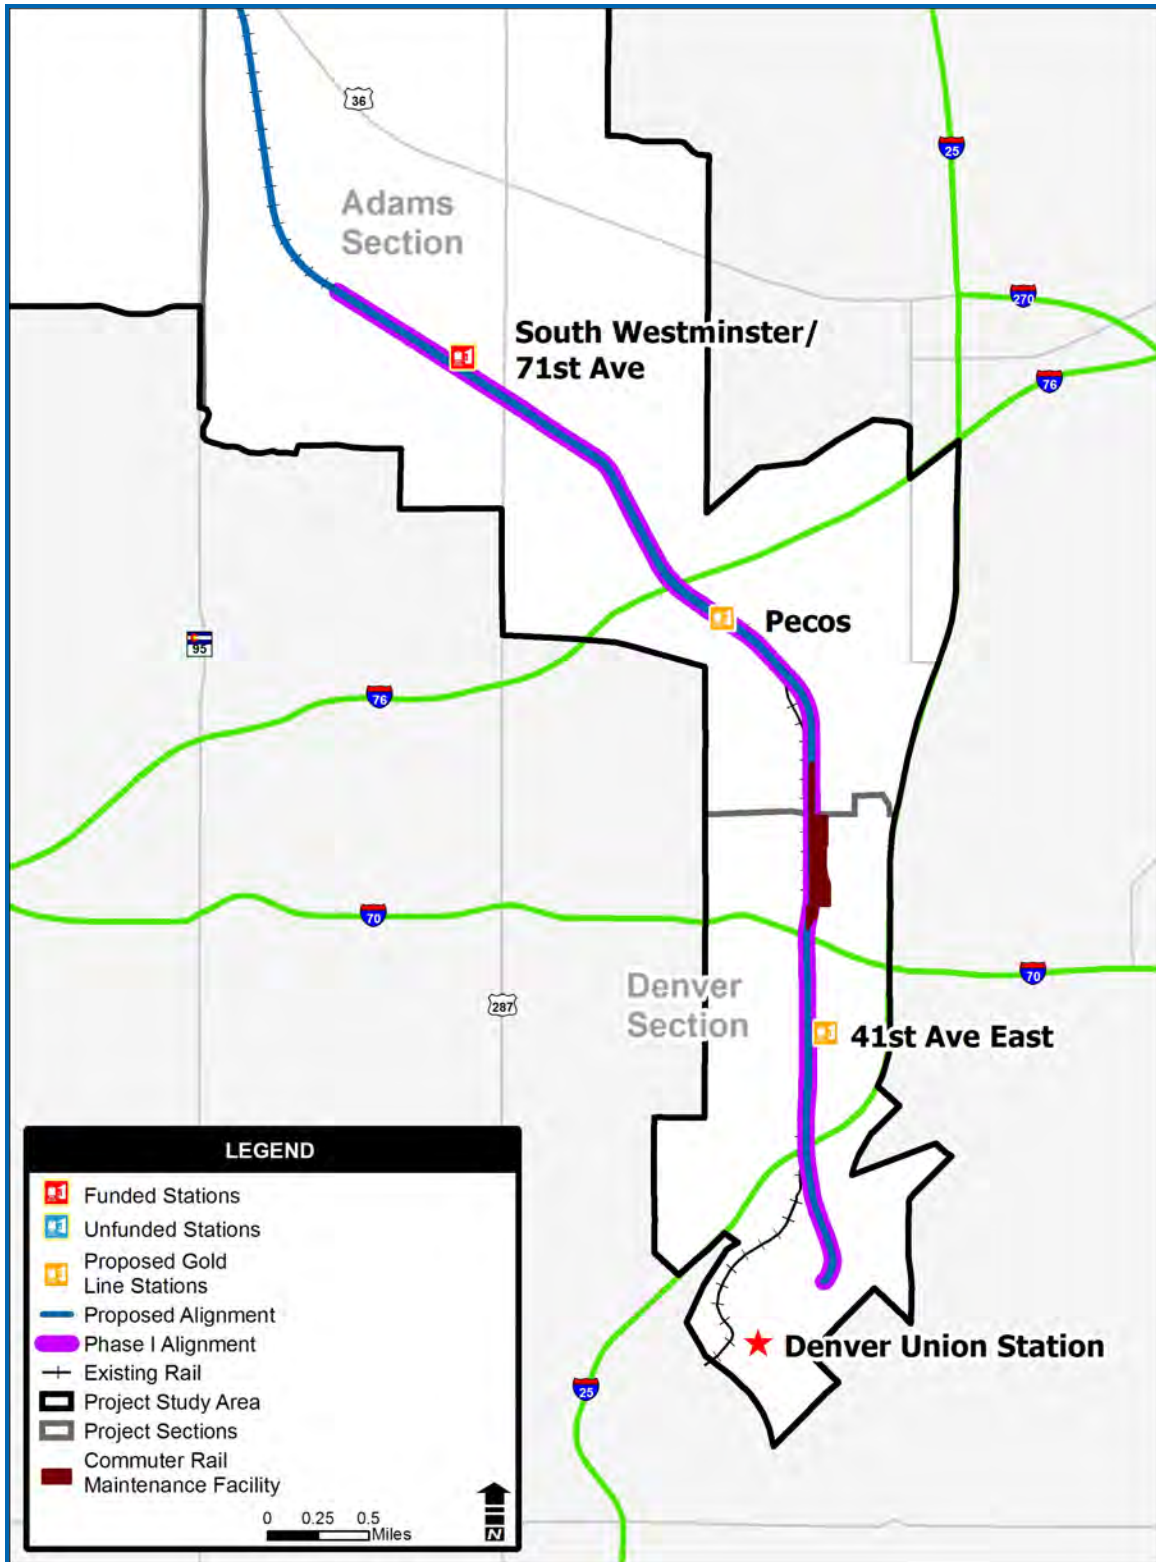 36
25
Adams
Section
270
South Westminster/
71st Ave
76
Pecos
95
76
70
70
Denver
Section
287
41st Ave East
LEGEND
Funded Stations
Unfunded Stations
Proposed Gold
Line Stations
Proposed Alignment
Phase I Alignment
Existing Rail
Project Study Area
Project Sections
Commuter Rail
Maintenance Facility
0 0.25 0.5
Miles
N
Denver Union Station
25